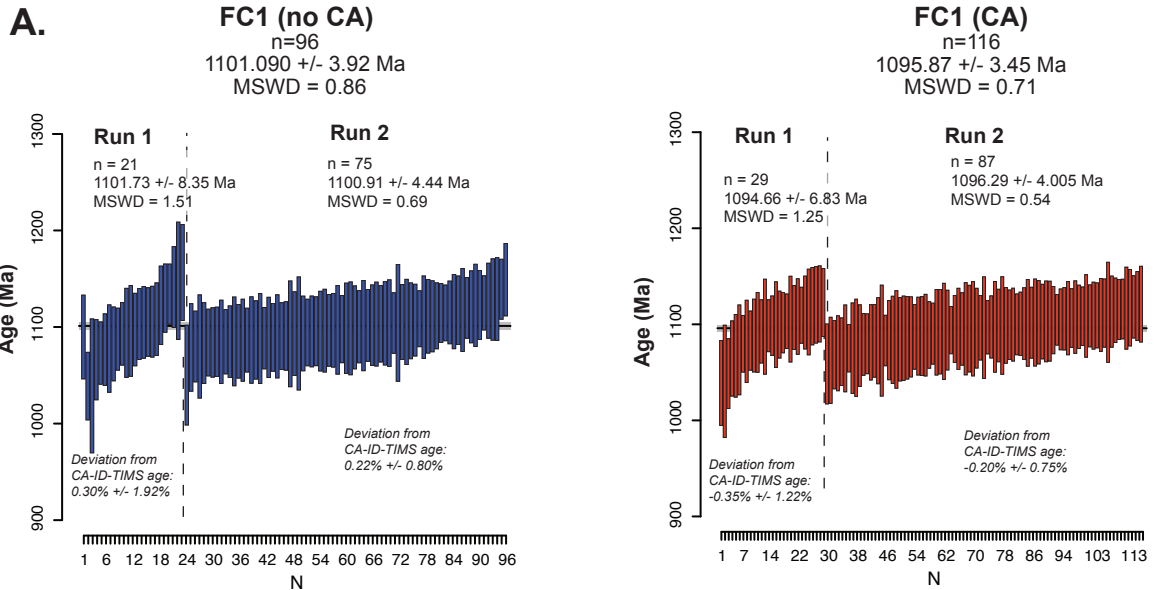 A.
FC1 (no CA)
n=96
1101.090 +/- 3.92 Ma
MSWD = 0.86
Run 1
n = 21
1101.73 +/- 8.35 Ma
MSWD = 1.51
Run 2
n = 75
1100.91 +/- 4.44 Ma
MSWD = 0.69
Age (Ma)
1300
1200
1100
1000
900
Deviation from
CA-ID-TIMS age:
0.30% +/- 1.92%
Deviation from
CA-ID-TIMS age:
0.22% +/- 0.80%
1 6 12 18 24 30 36 42 48 54 60 66 72 78 84 90 96
N
FC1 (CA)
n=116
1095.87 +/- 3.45 Ma
MSWD = 0.71
Run 1
n = 29
1094.66 +/- 6.83 Ma
MSWD = 1.25
Run 2
n = 87
1096.29 +/- 4.005 Ma
MSWD = 0.54
Age (Ma)
1300
1200
1100
1000
900
Deviation from
CA-ID-TIMS age:
-0.35% +/- 1.22%
Deviation from
CA-ID-TIMS age:
-0.20% +/- 0.75%
1 7 14 22 30 38 46 54 62 70 78 86 94 103 113
N